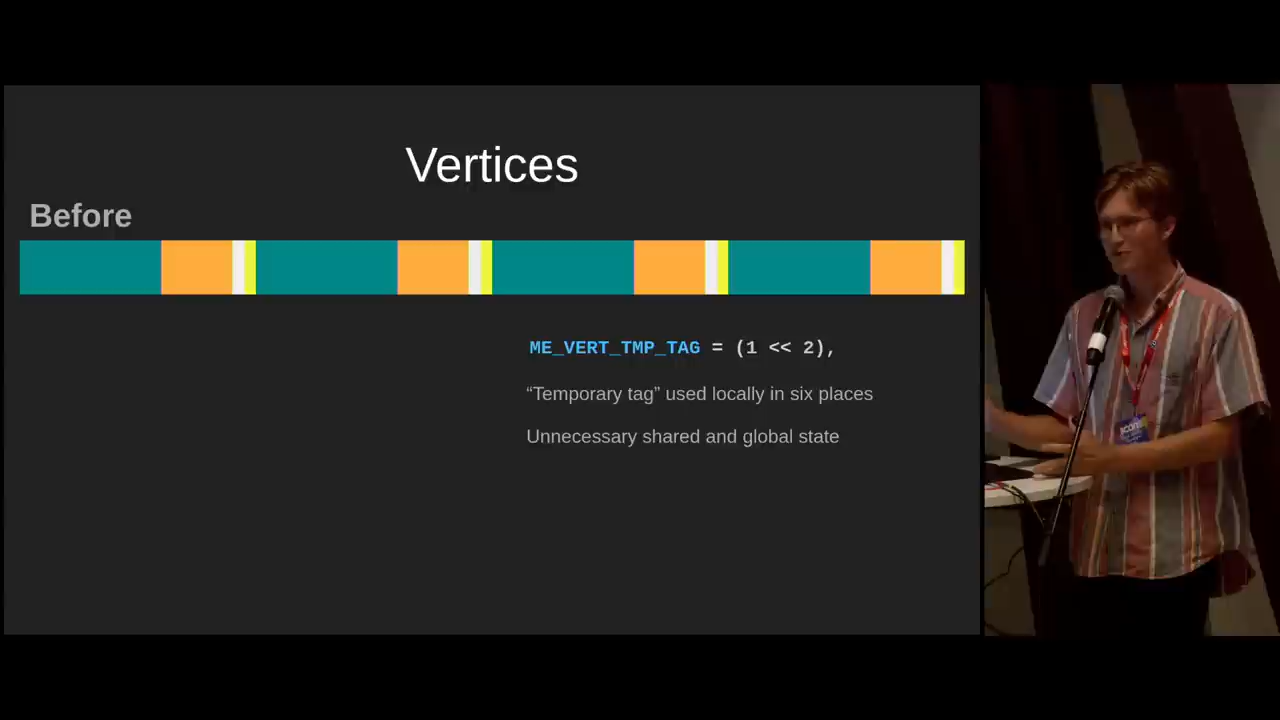 Vertices
Before
ME_VERT_TMP_TAG = (1 << 2),
“Temporary tag” used locally in six places
Unnecessary shared and global state